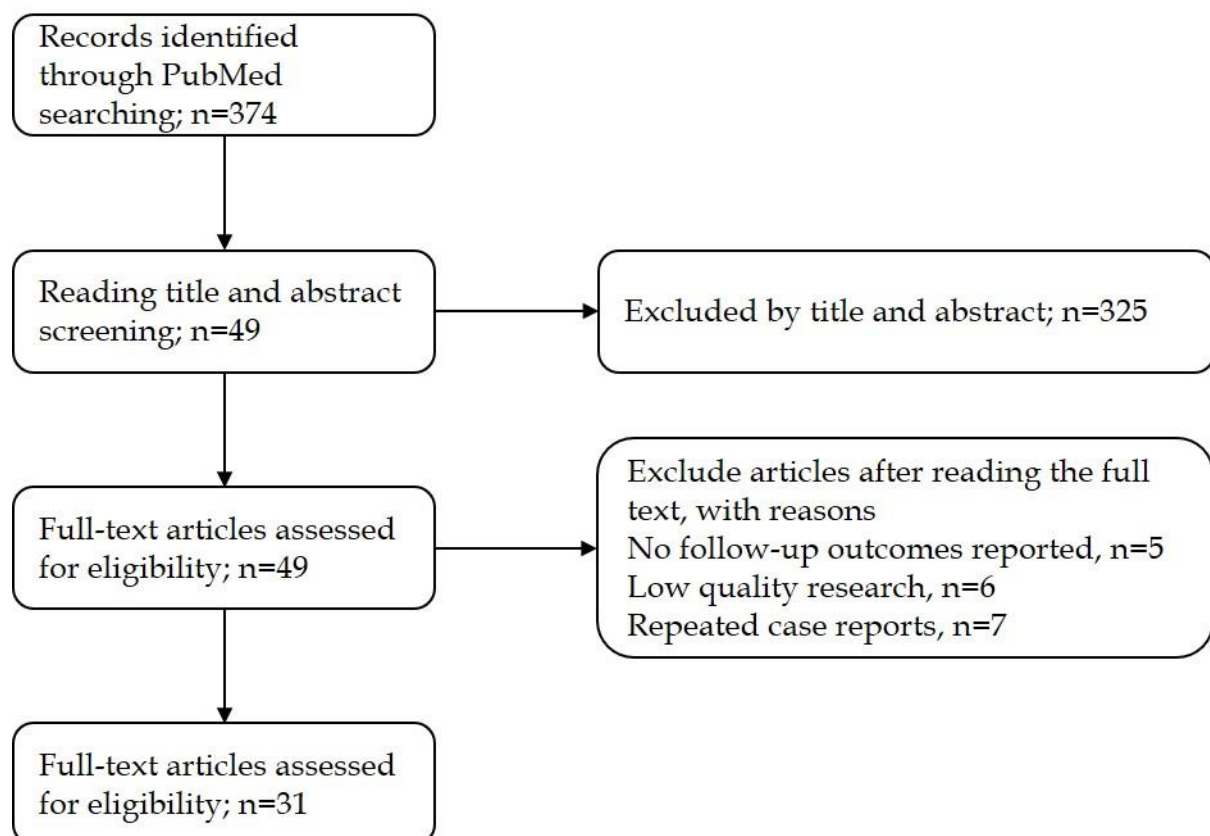 Records identified
through PubMed
searching; n=374
Reading title and abstract
screening; n=49
Excluded by title and abstract; n=325
Full-text articles assessed
for eligibility; n=49
Exclude articles after reading the full
text, with reasons
No follow-up outcomes reported, n=5
Low quality research, n=6
Repeated case reports, n=7
Full-text articles assessed
for eligibility; n=31